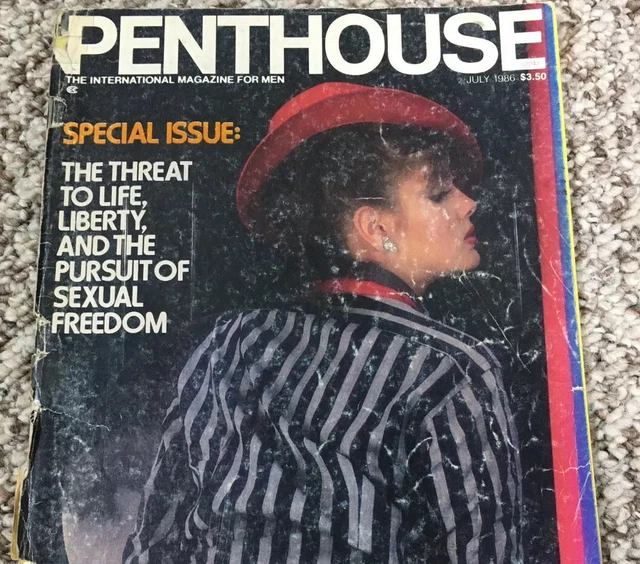 PENTHOUSE
THE INTERNATIONAL MAGAZINE FOR MEN
JULY 1986 $3.50
SPECIAL ISSUE:
THE THREAT
TO LIFE,
LIBERTY,
AND THE
PURSUIT OF
SEXUAL
FREEDOM